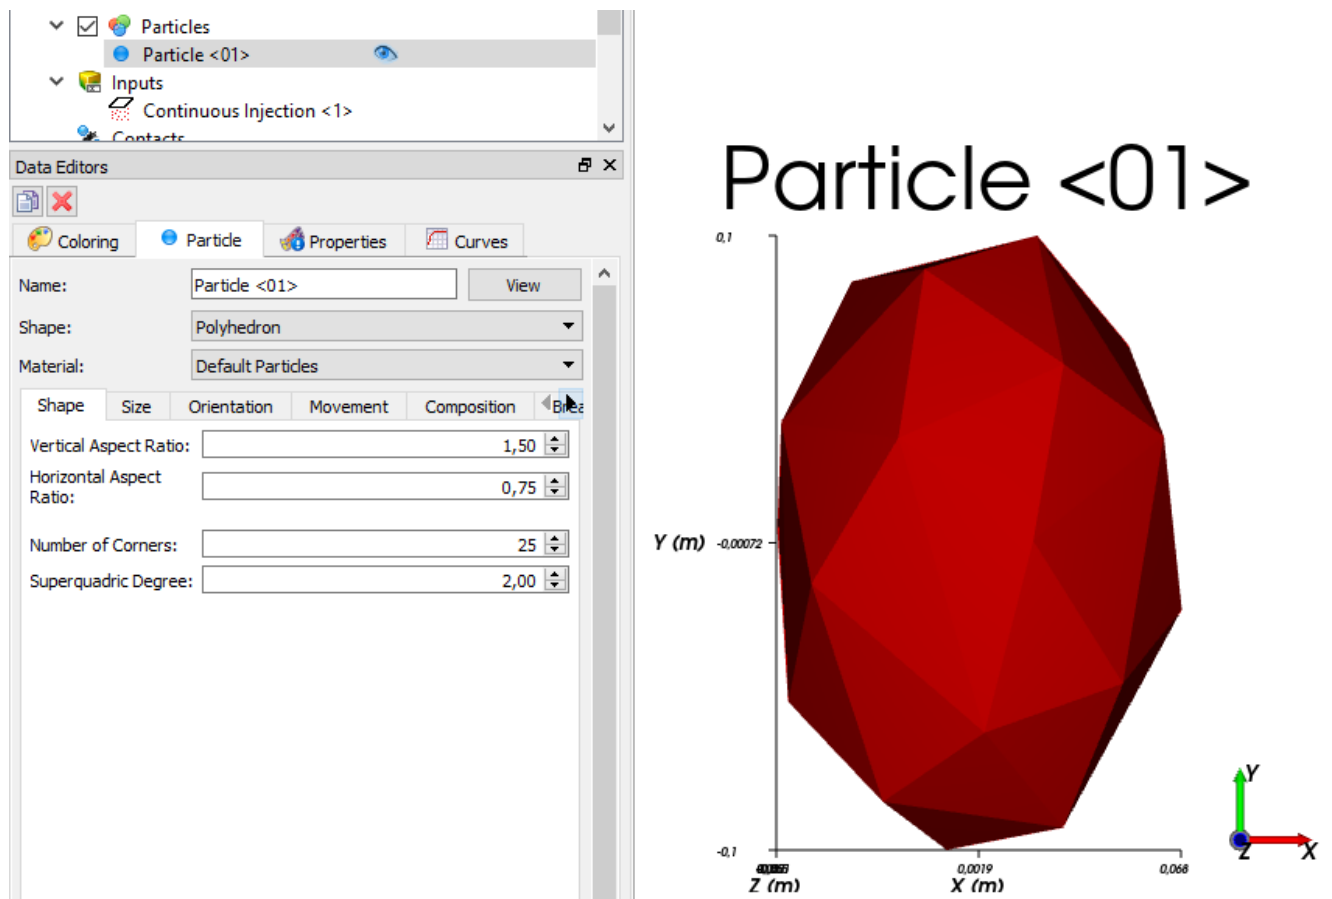 Particles
Particle <01>
Inputs
Continuous Injection <1>
Contacts
Data Editors
Coloring Particle Properties Curves
Name: Particle <01> View
Shape: Polyhedron
Material: Default Particles
Shape Size Orientation Movement Composition Brea
Vertical Aspect Ratio: 1,50
Horizontal Aspect
Ratio: 0,75
Number of Corners: 25
Superquadric Degree: 2,00
Particle <01>
0,1
Y (m) -0,00072
-0,1
0,0019 0,068
Z (m) X (m)
Y
Z X